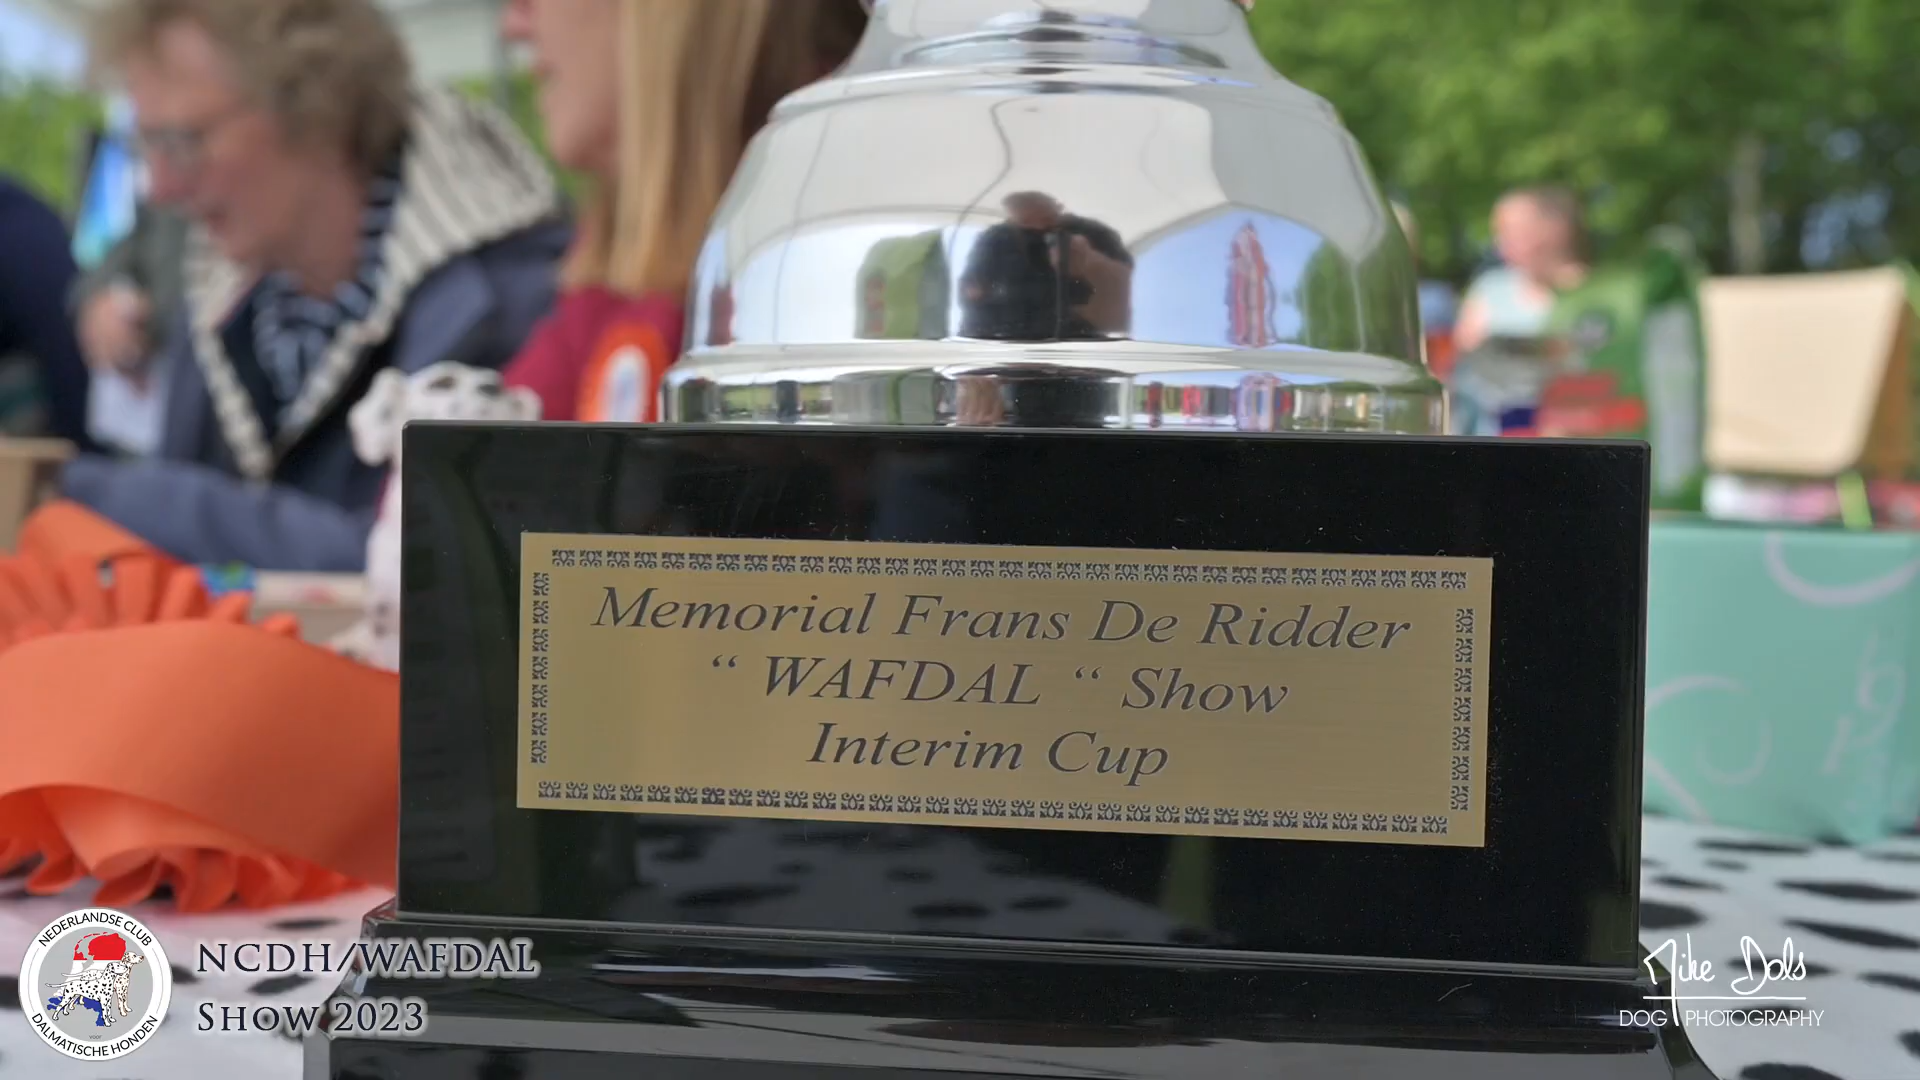 Memorial Frans De Ridder
“ WAFDAL “ Show
Interim Cup
NEDERLANDSE CLUB
VOOR
DALMATISCHE HONDEN
NCDH/WAFDAL
Show 2023
Mike Dols
DOG PHOTOGRAPHY